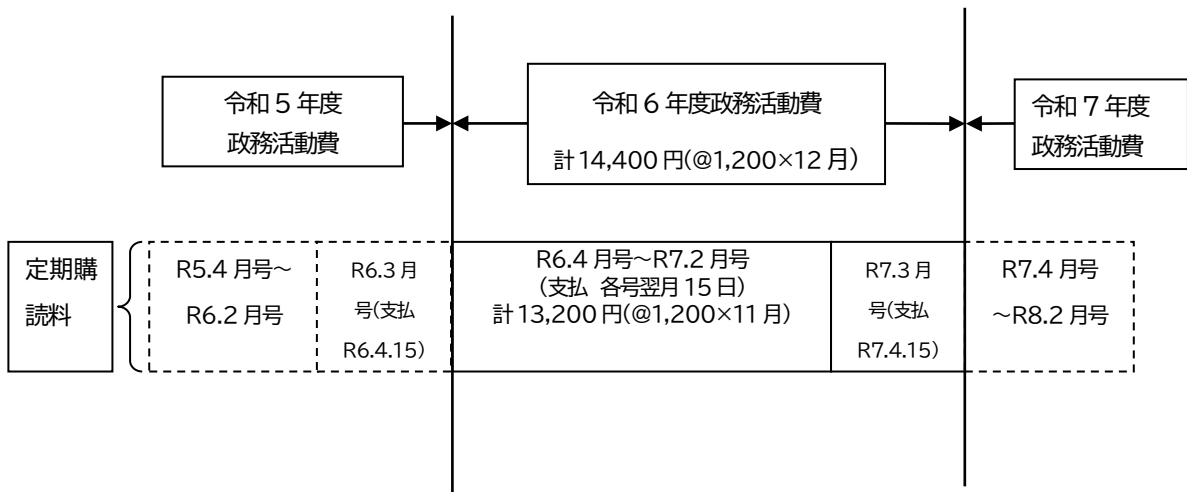 令和5年度
政務活動費
令和6年度政務活動費
計14,400円(@1,200×12月)
令和7年度
政務活動費
定期購
読料
R5.4月号~
R6.2月号
R6.3月
号(支払
R6.4.15)
R6.4月号~R7.2月号
(支払 各号翌月15日)
計13,200円(@1,200×11月)
R7.3月
号(支払
R7.4.15)
R7.4月号
~R8.2月号